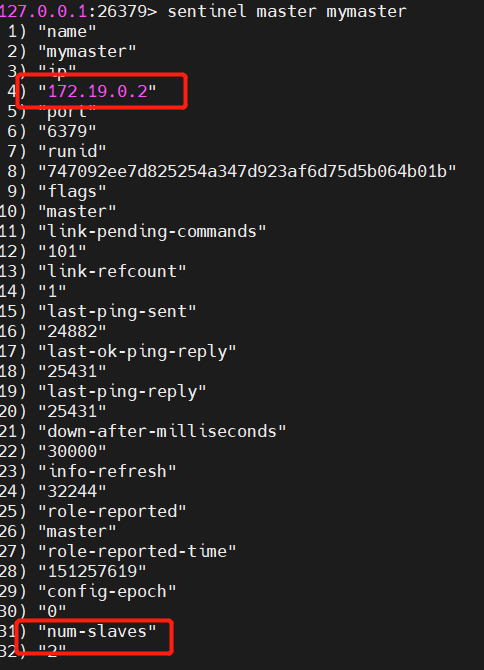 127.0.0.1:26379> sentinel master mymaster
1) "name"
2) "mymaster"
3) "ip"
4) "172.19.0.2"
5) "port"
6) "6379"
7) "runid"
8) "747092ee7d825254a347d923af6d75d5b064b01b"
9) "flags"
10) "master"
11) "link-pending-commands"
12) "101"
13) "link-refcount"
14) "1"
15) "last-ping-sent"
16) "24882"
17) "last-ok-ping-reply"
18) "25431"
19) "last-ping-reply"
20) "25431"
21) "down-after-milliseconds"
22) "30000"
23) "info-refresh"
24) "32244"
25) "role-reported"
26) "master"
27) "role-reported-time"
28) "151257619"
29) "config-epoch"
30) "0"
31) "num-slaves"
32) "2"